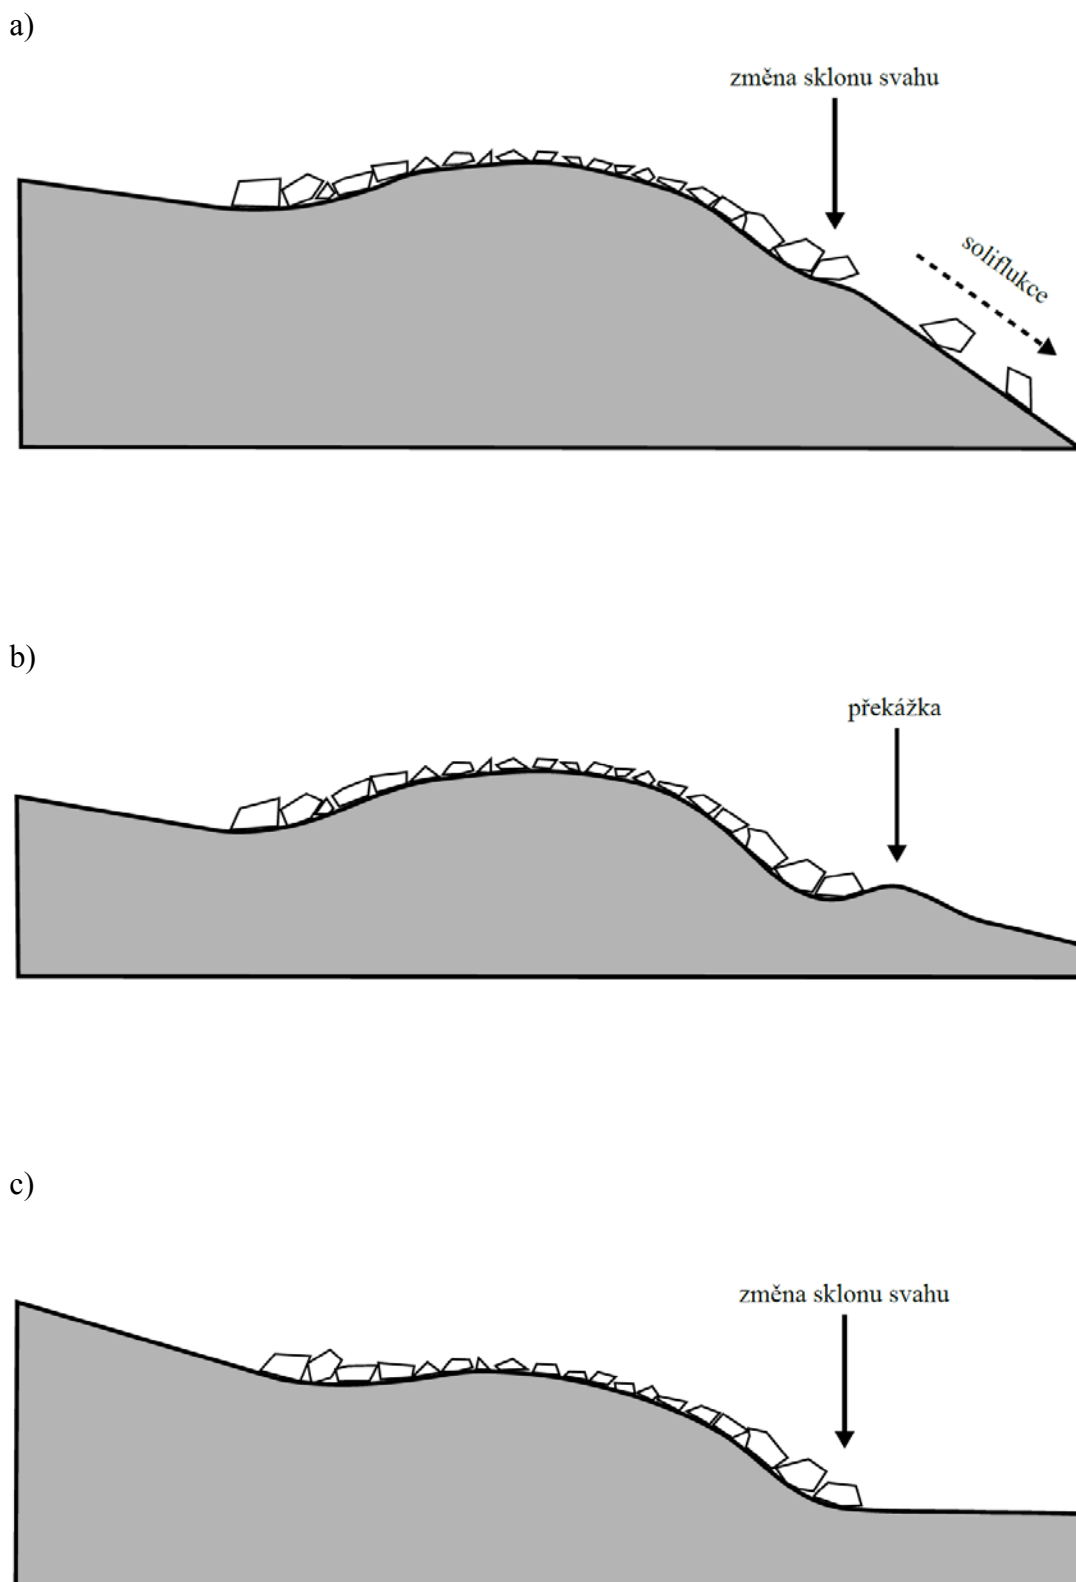 a)
změna sklonu svahu
soliflukce
b)
překážka
c)
změna sklonu svahu